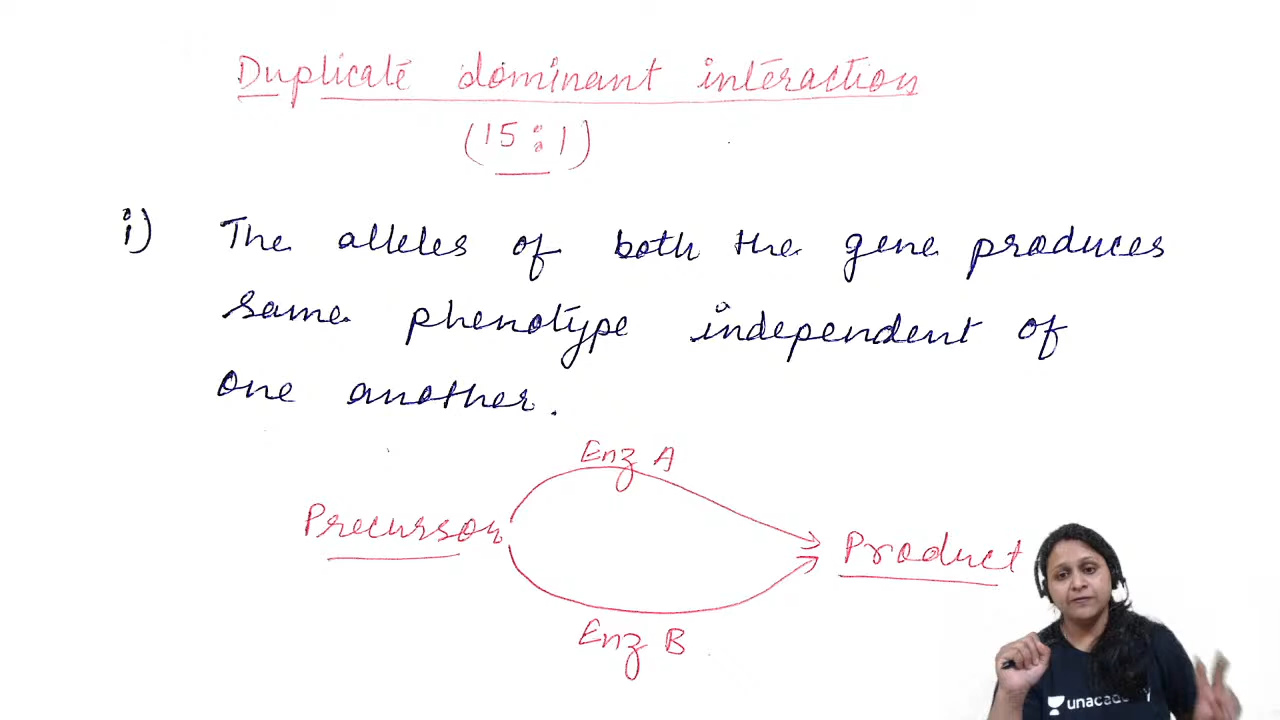 Duplicate dominant interaction
(15:1)
i) The alleles of both the gene produces
same phenotype independent of
one another.
Enz A
Precursor
Product
Enz B
unacademy